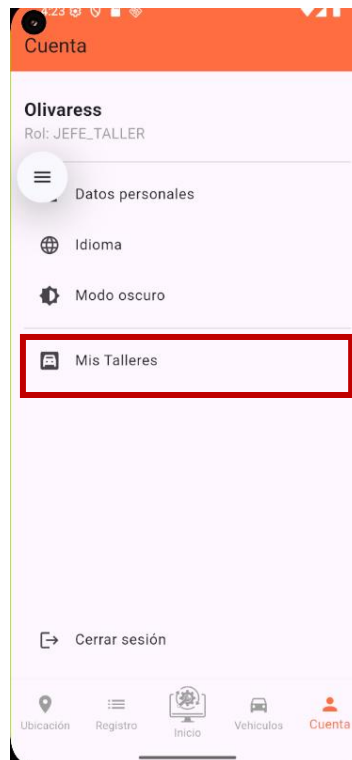 4:23
Cuenta
Olivaress
Rol: JEFE_TALLER
Datos personales
Idioma
Modo oscuro
Mis Talleres
Cerrar sesión
Ubicación
Registro
Inicio
Vehiculos
Cuenta